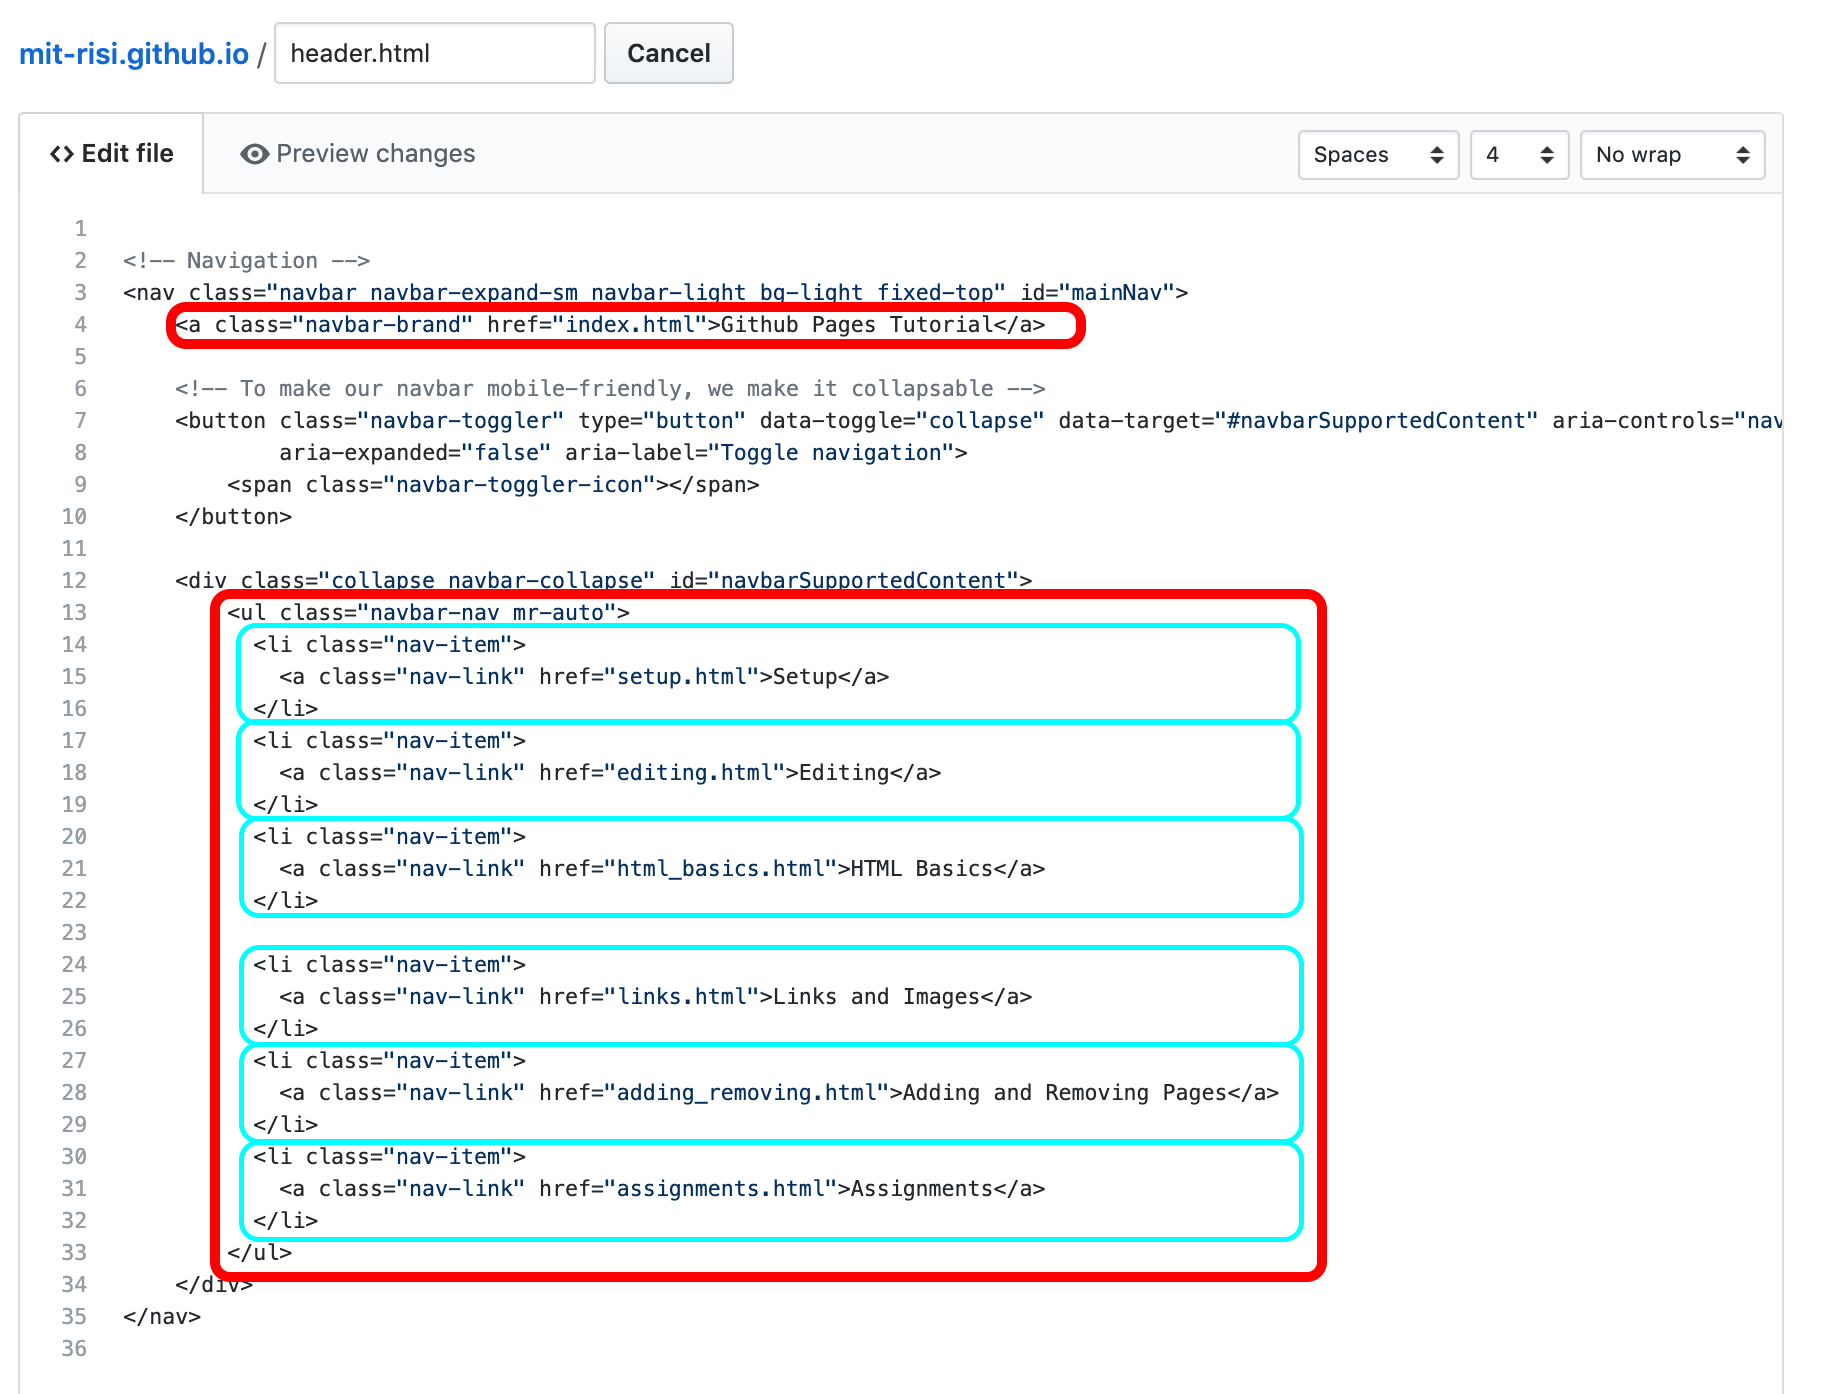 mit-risi.github.io / header.html Cancel
<> Edit file Preview changes Spaces 4 No wrap
1
2 <!-- Navigation -->
3 <nav class="navbar navbar-expand-sm navbar-light bg-light fixed-top" id="mainNav">
4     <a class="navbar-brand" href="index.html">Github Pages Tutorial</a>
5
6     <!-- To make our navbar mobile-friendly, we make it collapsable -->
7     <button class="navbar-toggler" type="button" data-toggle="collapse" data-target="#navbarSupportedContent" aria-controls="nav
8             aria-expanded="false" aria-label="Toggle navigation">
9         <span class="navbar-toggler-icon"></span>
10     </button>
11
12     <div class="collapse navbar-collapse" id="navbarSupportedContent">
13         <ul class="navbar-nav mr-auto">
14           <li class="nav-item">
15             <a class="nav-link" href="setup.html">Setup</a>
16           </li>
17           <li class="nav-item">
18             <a class="nav-link" href="editing.html">Editing</a>
19           </li>
20           <li class="nav-item">
21             <a class="nav-link" href="html_basics.html">HTML Basics</a>
22           </li>
23
24           <li class="nav-item">
25             <a class="nav-link" href="links.html">Links and Images</a>
26           </li>
27           <li class="nav-item">
28             <a class="nav-link" href="adding_removing.html">Adding and Removing Pages</a>
29           </li>
30           <li class="nav-item">
31             <a class="nav-link" href="assignments.html">Assignments</a>
32           </li>
33         </ul>
34     </div>
35 </nav>
36